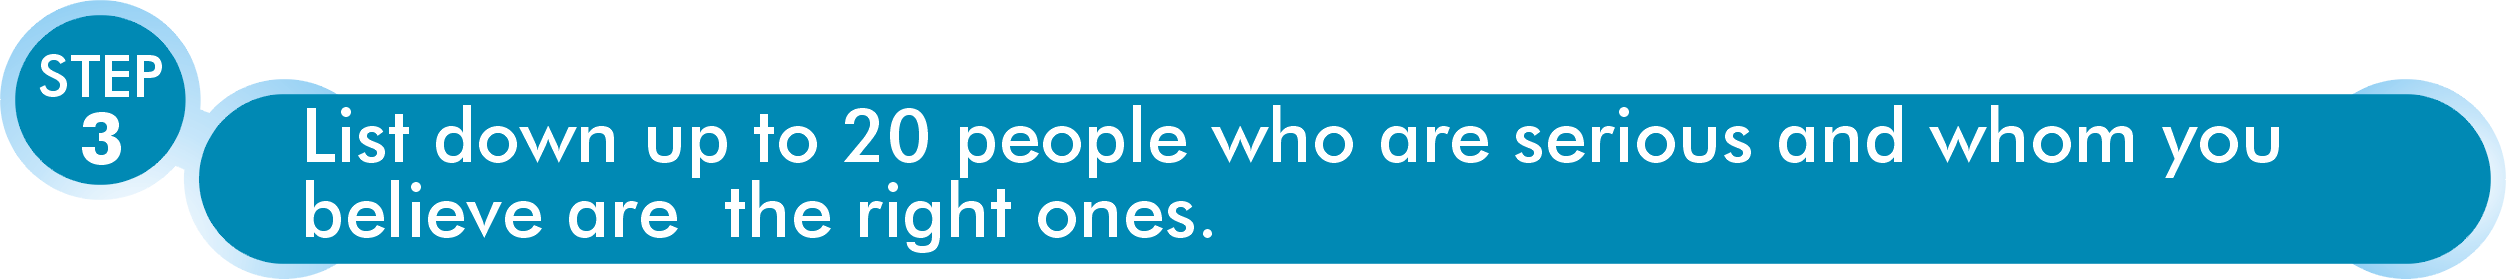 STEP
3
List down up to 20 people who are serious and whom you
believe are the right ones.